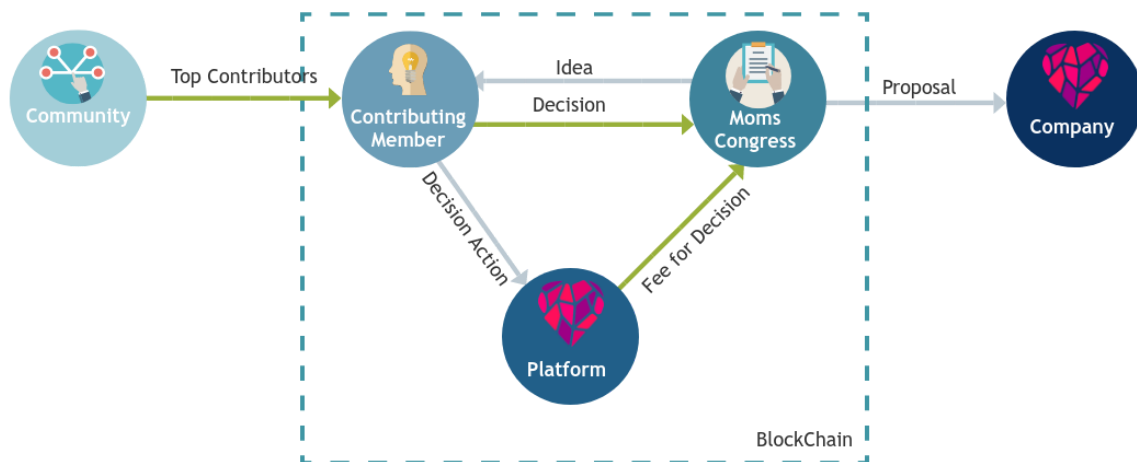 Community
Top Contributors
Contributing
Member
Idea
Decision
Moms
Congress
Proposal
Company
Decision Action
Fee for Decision
Platform
BlockChain